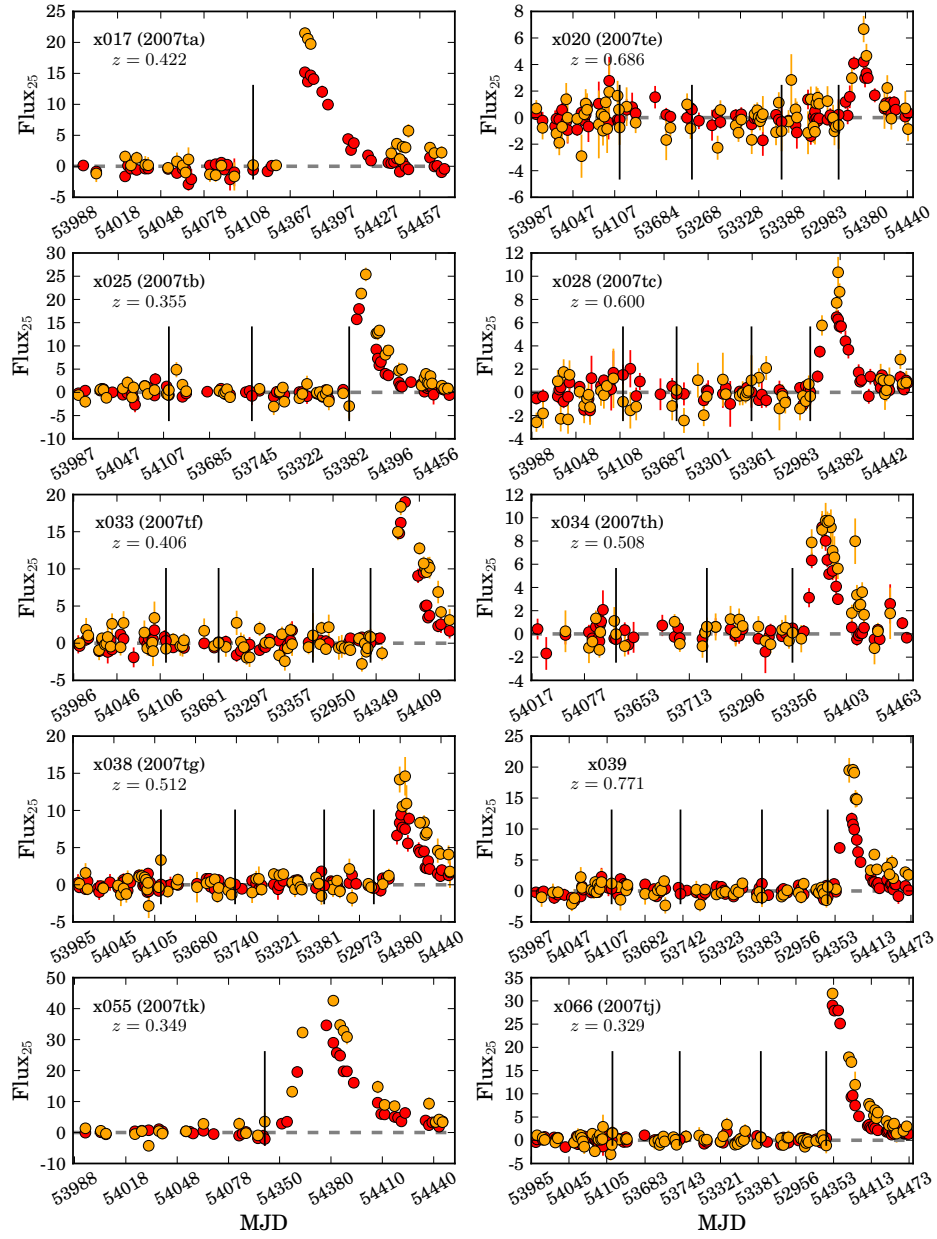 25
20
15
10
5
0
-5
Flux25
x017 (2007ta)
z = 0.422
53988 54018 54048 54078 54108 54367 54397 54427 54457
8
6
4
2
0
-2
-4
-6
Flux25
x020 (2007te)
z = 0.686
53987 54047 54107 53684 53268 53328 53388 52983 54380 54440
30
25
20
15
10
5
0
-5
-10
Flux25
x025 (2007tb)
z = 0.355
53987 54047 54107 53685 53745 53322 53382 54396 54456
12
10
8
6
4
2
0
-2
-4
Flux25
x028 (2007tc)
z = 0.600
53988 54048 54108 53687 53301 53361 52983 54382 54442
20
15
10
5
0
-5
Flux25
x033 (2007tf)
z = 0.406
53986 54046 54106 53681 53297 53357 52950 54349 54409
12
10
8
6
4
2
0
-2
-4
Flux25
x034 (2007th)
z = 0.508
54017 54077 53653 53713 53296 53356 54403 54463
20
15
10
5
0
-5
Flux25
x038 (2007tg)
z = 0.512
53985 54045 54105 53680 53740 53321 53381 52973 54380 54440
25
20
15
10
5
0
-5
Flux25
x039
z = 0.771
53987 54047 54107 53682 53742 53323 53383 52956 54353 54413 54473
50
40
30
20
10
0
-10
Flux25
x055 (2007tk)
z = 0.349
53988 54018 54048 54078 54350 54380 54410 54440
MJD
35
30
25
20
15
10
5
0
-5
Flux25
x066 (2007tj)
z = 0.329
53985 54045 54105 53683 53743 53321 53381 52956 54353 54413 54473
MJD